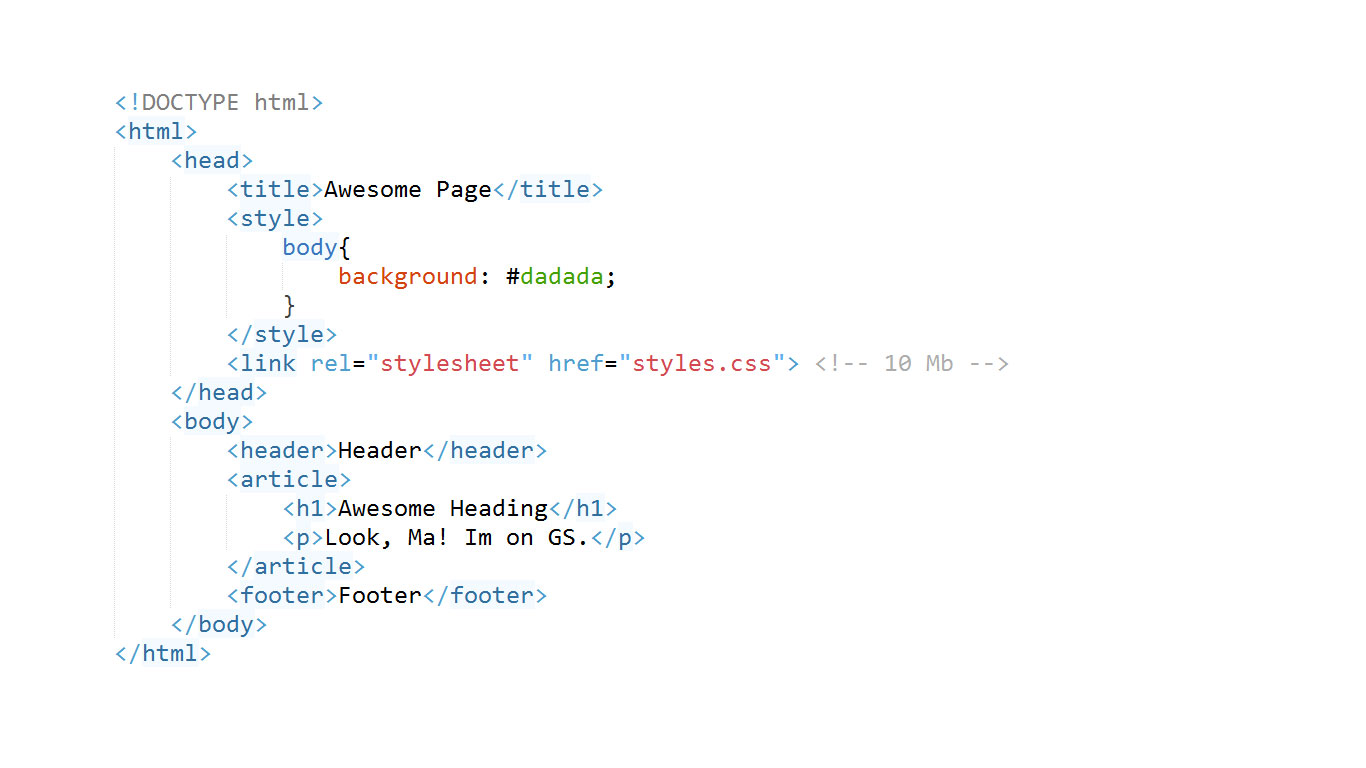 <!DOCTYPE html>
<html>
    <head>
        <title>Awesome Page</title>
        <style>
            body{
                background: #dadada;
            }
        </style>
        <link rel="stylesheet" href="styles.css"> <!-- 10 Mb -->
    </head>
    <body>
        <header>Header</header>
        <article>
            <h1>Awesome Heading</h1>
            <p>Look, Ma! Im on GS.</p>
        </article>
        <footer>Footer</footer>
    </body>
</html>